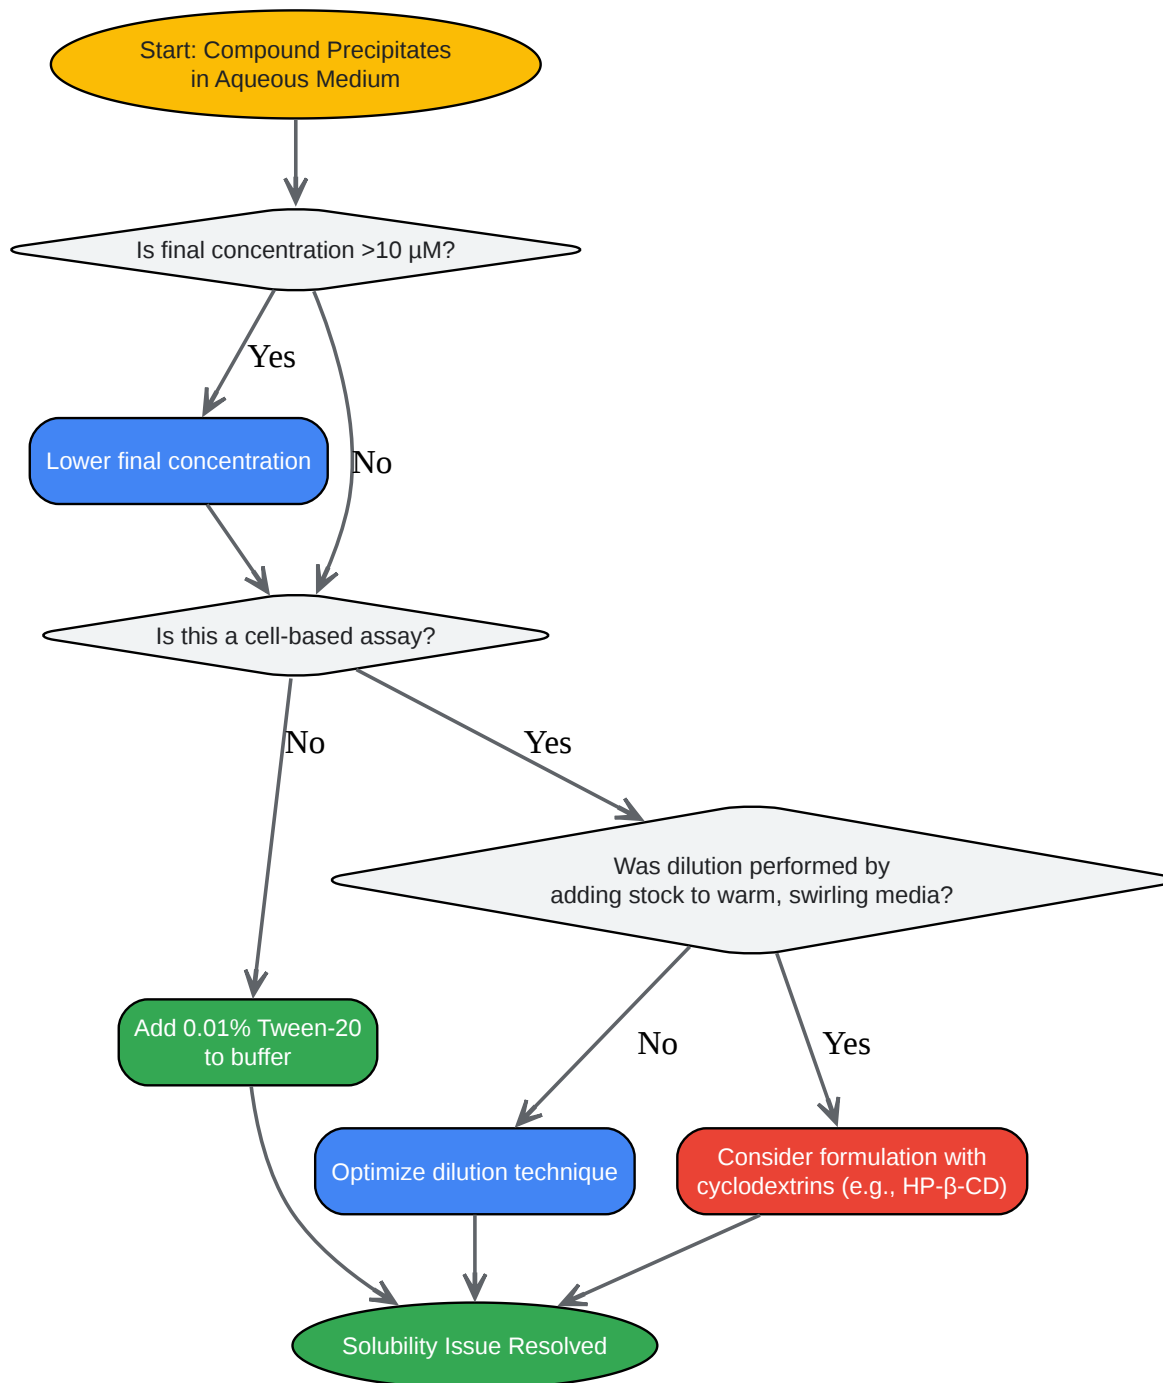 Start: Compound Precipitates
in Aqueous Medium
Is final concentration >10 µM?
Yes
Lower final concentration
No
Is this a cell-based assay?
No
Yes
Was dilution performed by
adding stock to warm, swirling media?
Add 0.01% Tween-20
to buffer
No
Yes
Optimize dilution technique
Consider formulation with
cyclodextrins (e.g., HP-β-CD)
Solubility Issue Resolved